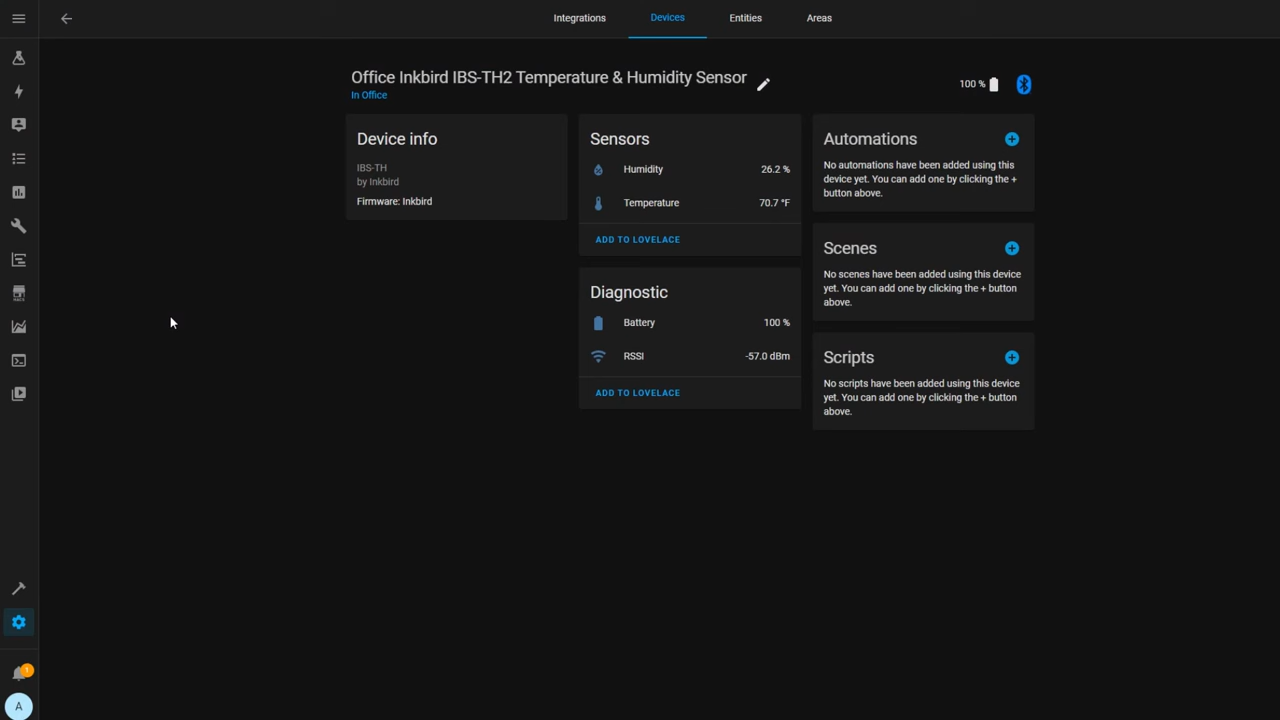 Integrations
Devices
Entities
Areas
Office Inkbird IBS-TH2 Temperature & Humidity Sensor
In Office
100 %
Device info
IBS-TH
by Inkbird
Firmware: Inkbird
Sensors
Humidity 26.2 %
Temperature 70.7 °F
ADD TO LOVELACE
Diagnostic
Battery 100 %
RSSI -57.0 dBm
ADD TO LOVELACE
Automations
No automations have been added using this
device yet. You can add one by clicking the +
button above.
Scenes
No scenes have been added using this device
yet. You can add one by clicking the + button
above.
Scripts
No scripts have been added using this device
yet. You can add one by clicking the + button
above.
1
A